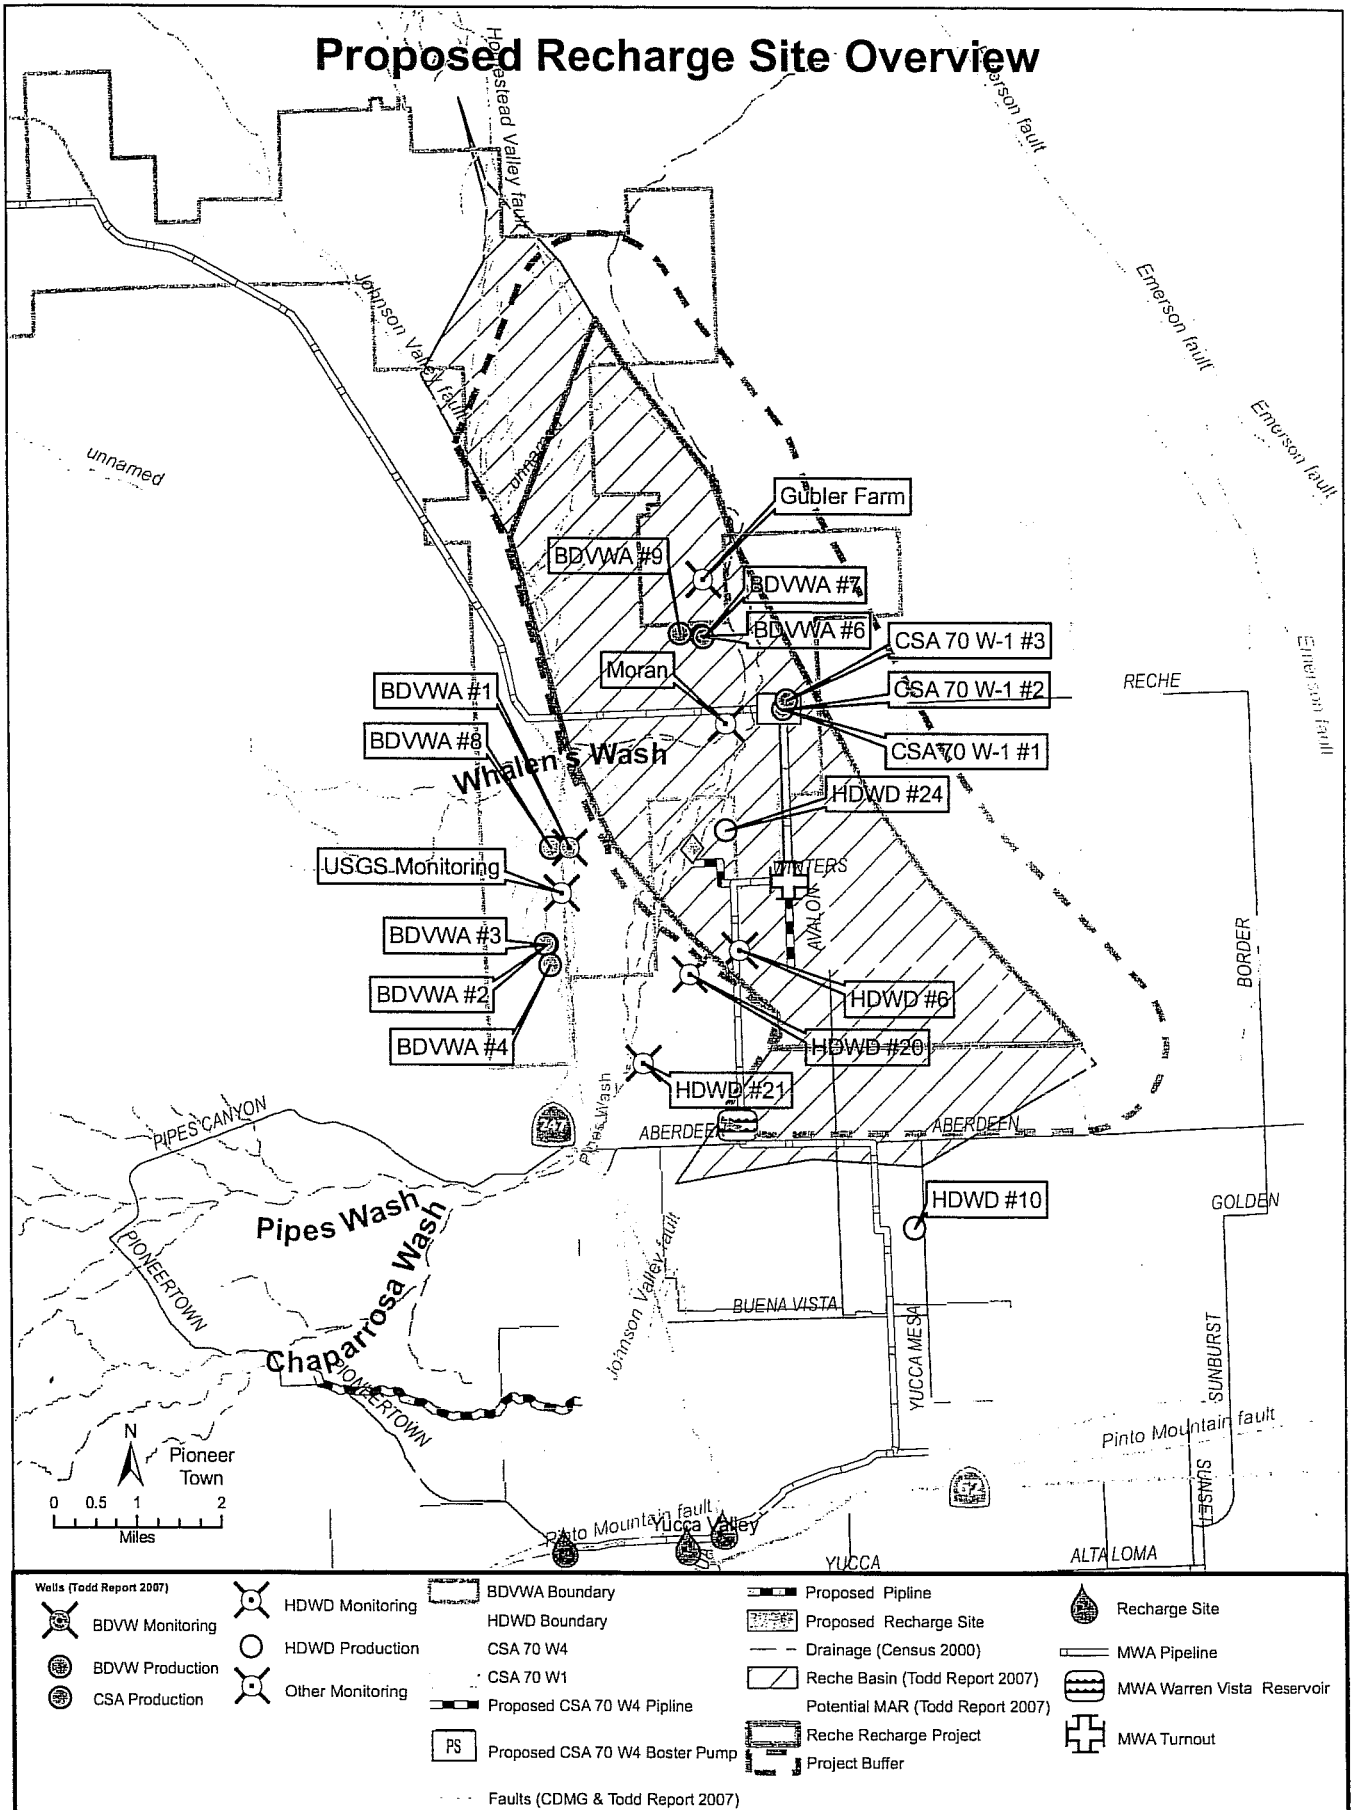 Proposed Recharge Site Overview
Homestead Valley fault
Emerson fault
Emerson fault
Emerson fault
Emerson fault
Johnson Valley fault
unnamed
unnamed
Gubler Farm
BDVWA #9
BDVWA #7
BDVWA #6
CSA 70 W-1 #3
Moran
CSA 70 W-1 #2
RECHE
BDVWA #1
BDVWA #8
CSA 70 W-1 #1
Whalen's Wash
HDWD #24
USGS Monitoring
WINTERS
AVALON
BDVWA #3
BORDER
BDVWA #2
HDWD #6
BDVWA #4
HDWD #20
HDWD #21
PIPES CANYON
247
Pipes Wash
ABERDEEN
ABERDEEN
Pipes Wash
HDWD #10
GOLDEN
PIONEERTOWN
Chaparrosa Wash
Johnson Valley fault
BUENA VISTA
YUCCA MESA
SUNBURST
PIONEERTOWN
Pinto Mountain fault
N
Pioneer
Town
SUNSET
62
0 0.5 1 2
Miles
Pinto Mountain fault
Yucca Valley
YUCCA
ALTA LOMA
Wells (Todd Report 2007)
BDVW Monitoring
BDVW Production
CSA Production
HDWD Monitoring
HDWD Production
Other Monitoring
BDVWA Boundary
HDWD Boundary
CSA 70 W4
CSA 70 W1
Proposed CSA 70 W4 Pipline
PS
Proposed CSA 70 W4 Boster Pump
Faults (CDMG & Todd Report 2007)
Proposed Pipline
Proposed Recharge Site
Drainage (Census 2000)
Reche Basin (Todd Report 2007)
Potential MAR (Todd Report 2007)
Reche Recharge Project
Project Buffer
Recharge Site
MWA Pipeline
MWA Warren Vista Reservoir
MWA Turnout